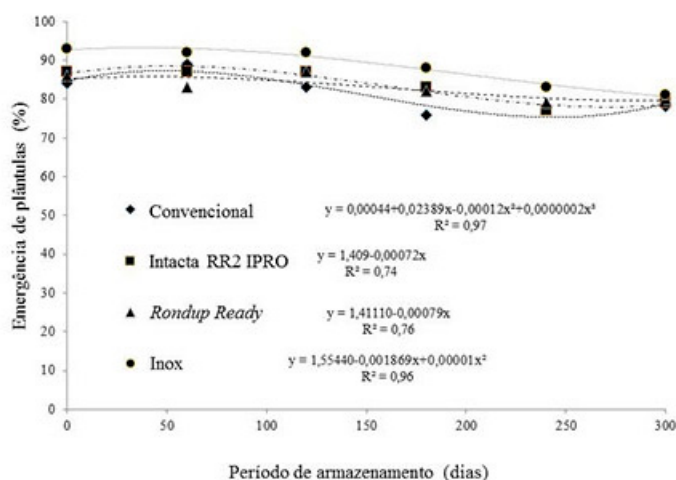 100
90
80
70
60
50
40
30
20
10
0
Emergência de plântulas (%)
Convencional
y = 0,00044+0,02389x-0,00012x²+0,0000002x³
R² = 0,97
Intacta RR2 IPRO
y = 1,409-0,00072x
R² = 0,74
Rondup Ready
y = 1,41110-0,00079x
R² = 0,76
Inox
y = 1,55440-0,001869x+0,00001x²
R² = 0,96
0 50 100 150 200 250 300
Período de armazenamento (dias)